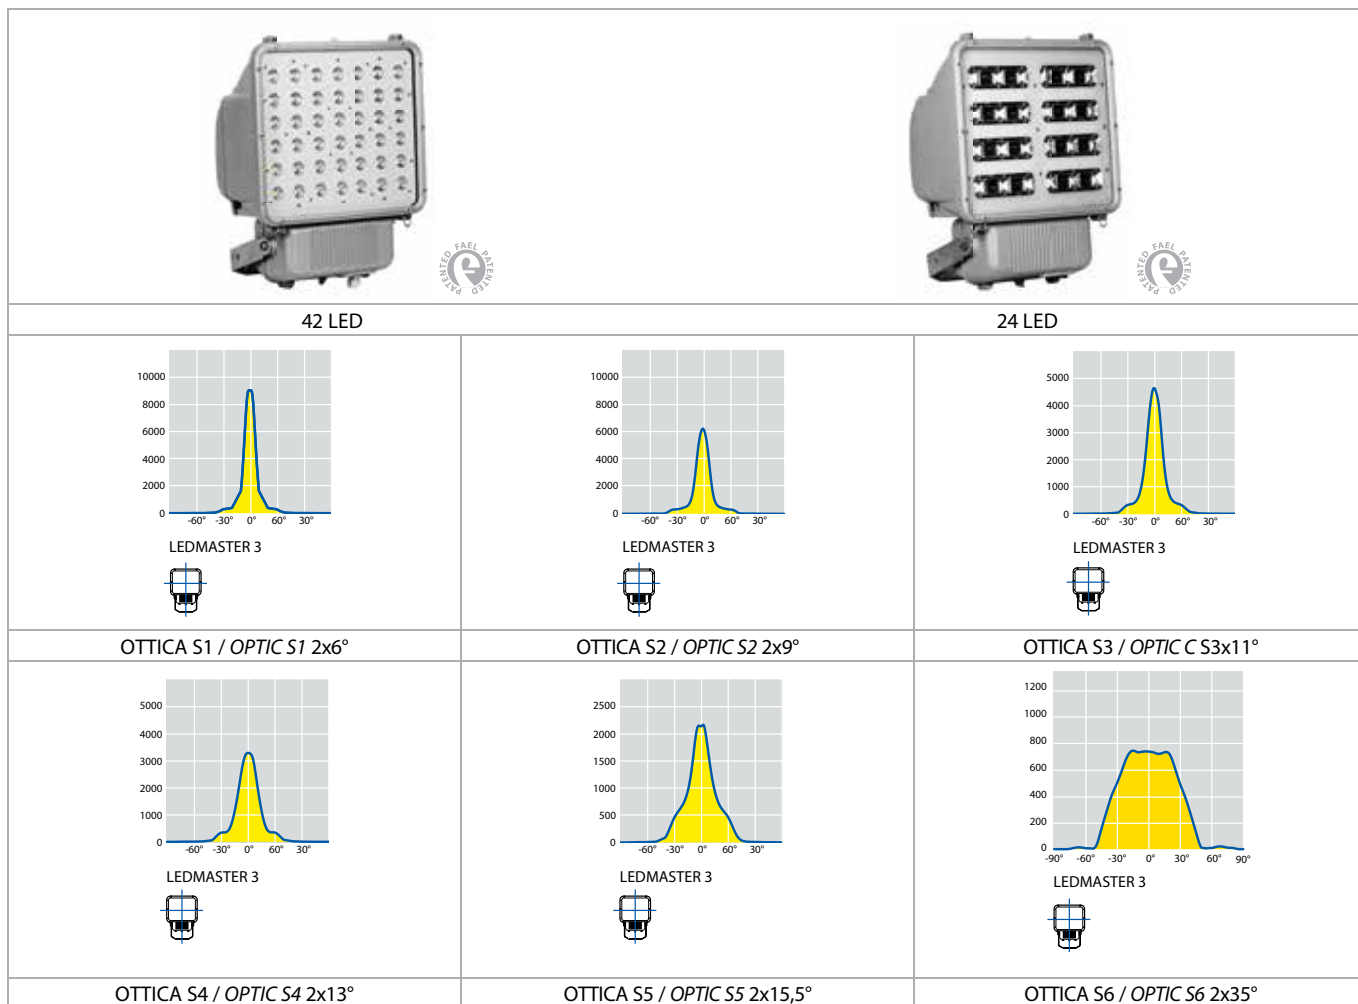 PATENTED FAEL PATENTED
PATENTED FAEL PATENTED
42 LED
24 LED
10000
8000
6000
4000
2000
0
-60° -30° 0° 60° 30°
LEDMASTER 3
10000
8000
6000
4000
2000
0
-60° -30° 0° 60° 30°
LEDMASTER 3
5000
4000
3000
2000
1000
0
-60° -30° 0° 60° 30°
LEDMASTER 3
OTTICA S1 / OPTIC S1 2x6°
OTTICA S2 / OPTIC S2 2x9°
OTTICA S3 / OPTIC C S3x11°
5000
4000
3000
2000
1000
0
-60° -30° 0° 60° 30°
LEDMASTER 3
2500
2000
1500
1000
500
0
-60° -30° 0° 60° 30°
LEDMASTER 3
1200
1000
800
600
400
200
0
-90° -60° -30° 0° 30° 60° 90°
LEDMASTER 3
OTTICA S4 / OPTIC S4 2x13°
OTTICA S5 / OPTIC S5 2x15,5°
OTTICA S6 / OPTIC S6 2x35°